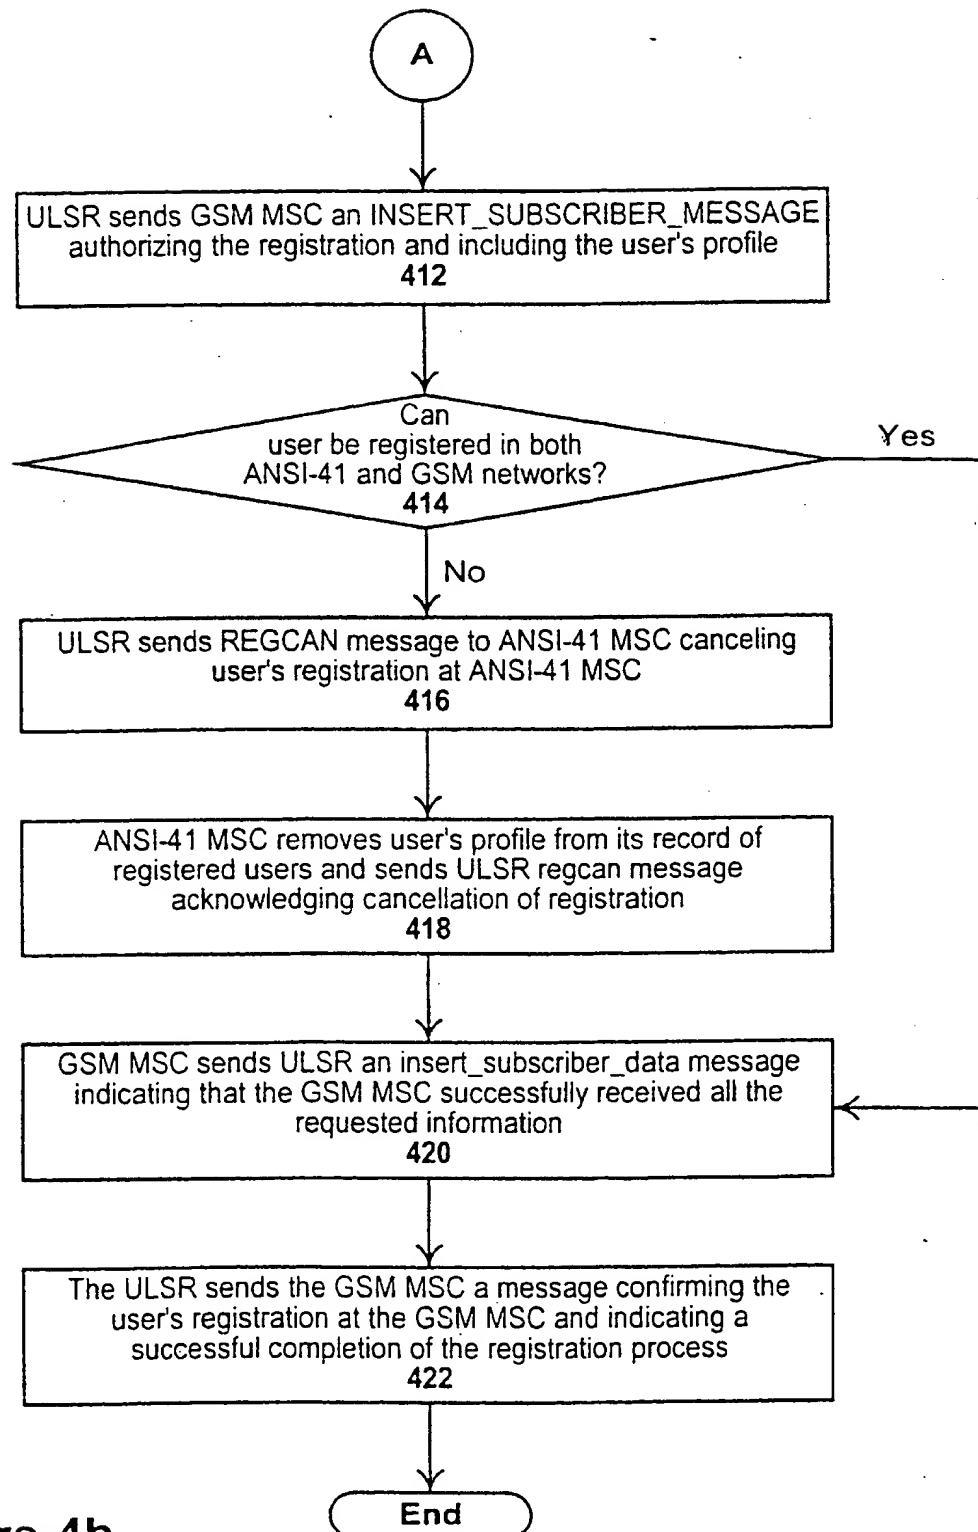 A
ULSR sends GSM MSC an INSERT_SUBSCRIBER_MESSAGE
authorizing the registration and including the user's profile
412
Can
user be registered in both
ANSI-41 and GSM networks?
414
Yes
No
ULSR sends REGCAN message to ANSI-41 MSC canceling
user's registration at ANSI-41 MSC
416
ANSI-41 MSC removes user's profile from its record of
registered users and sends ULSR regcan message
acknowledging cancellation of registration
418
GSM MSC sends ULSR an insert_subscriber_data message
indicating that the GSM MSC successfully received all the
requested information
420
The ULSR sends the GSM MSC a message confirming the
user's registration at the GSM MSC and indicating a
successful completion of the registration process
422
End
4b